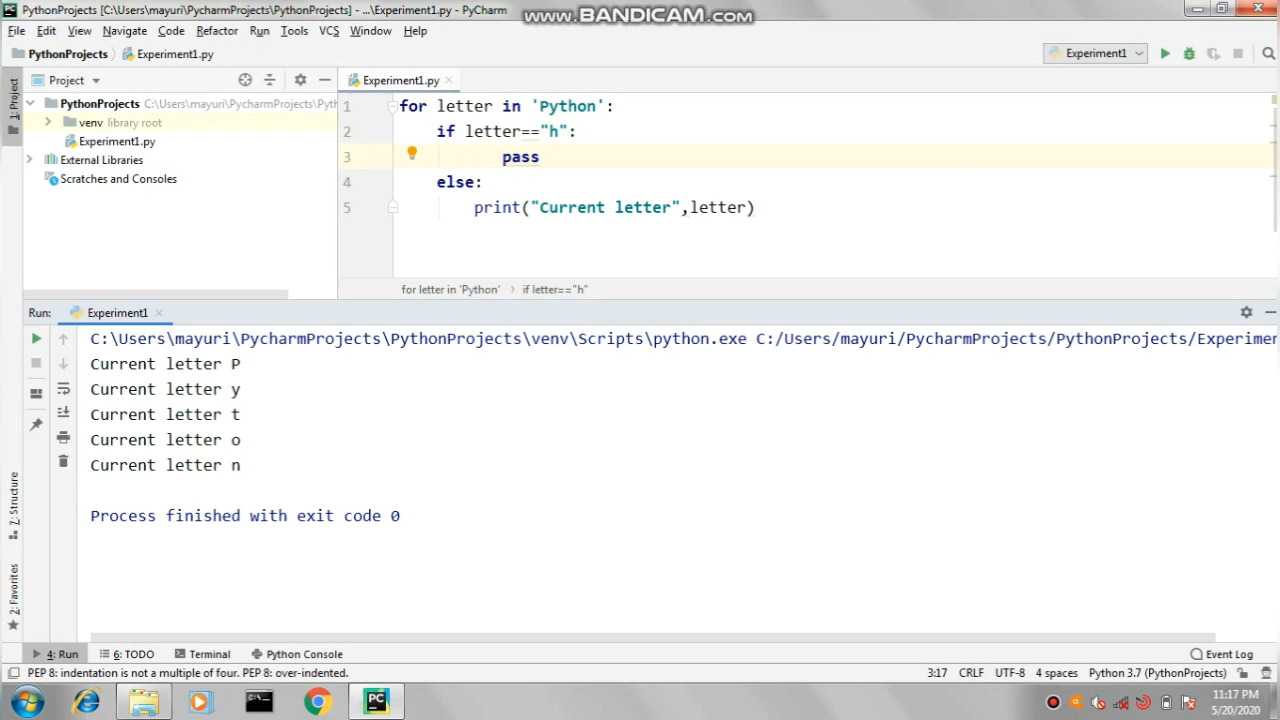 PythonProjects [C:\Users\mayuri\PycharmProjects\PythonProjects] - ...\Experiment1.py - PyCharm
www.BANDICAM.com
File Edit View Navigate Code Refactor Run Tools VCS Window Help
PythonProjects Experiment1.py
Experiment1
1: Project
Project
Experiment1.py
PythonProjects C:\Users\mayuri\PycharmProjects\Pyth
venv library root
Experiment1.py
External Libraries
Scratches and Consoles
1 for letter in 'Python':
2 if letter=="h":
3 pass
4 else:
5 print("Current letter",letter)
for letter in 'Python' › if letter=="h"
Run: Experiment1
C:\Users\mayuri\PycharmProjects\PythonProjects\venv\Scripts\python.exe C:/Users/mayuri/PycharmProjects/PythonProjects/Experimen
Current letter P
Current letter y
Current letter t
Current letter o
Current letter n
Process finished with exit code 0
7: Structure
2: Favorites
4: Run 6: TODO Terminal Python Console Event Log
PEP 8: indentation is not a multiple of four. PEP 8: over-indented. 3:17 CRLF UTF-8 4 spaces Python 3.7 (PythonProjects)
PC
11:17 PM
5/20/2020